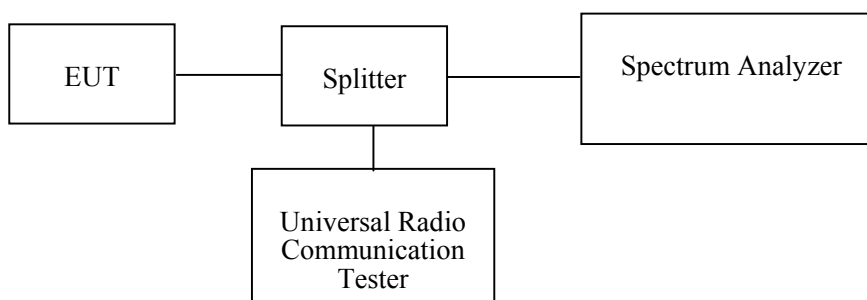 EUT
Splitter
Spectrum Analyzer
Universal Radio
Communication
Tester